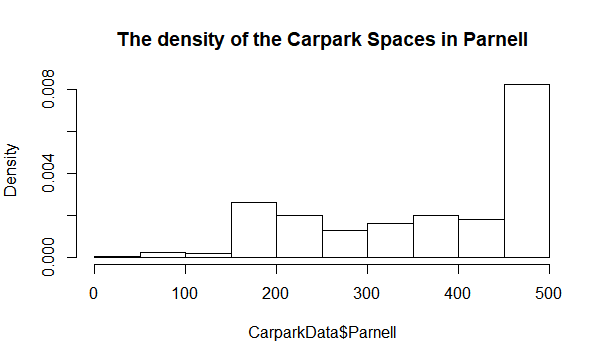 The density of the Carpark Spaces in Parnell
Density
0.008
0.004
0.000
0 100 200 300 400 500
CarparkData$Parnell